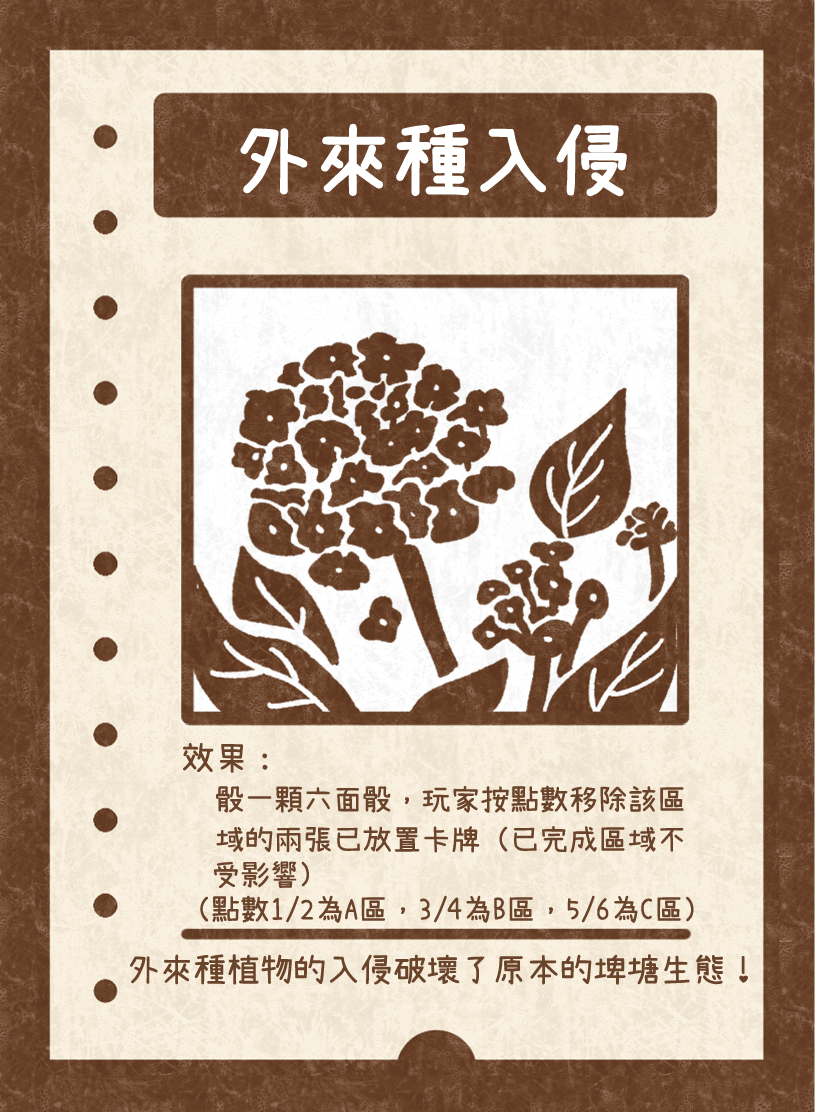 外來種入侵
效果：
骰一顆六面骰，玩家按點數移除該區
域的兩張已放置卡牌（已完成區域不
受影響）
（點數1/2為A區，3/4為B區，5/6為C區）
外來種植物的入侵破壞了原本的埤塘生態！